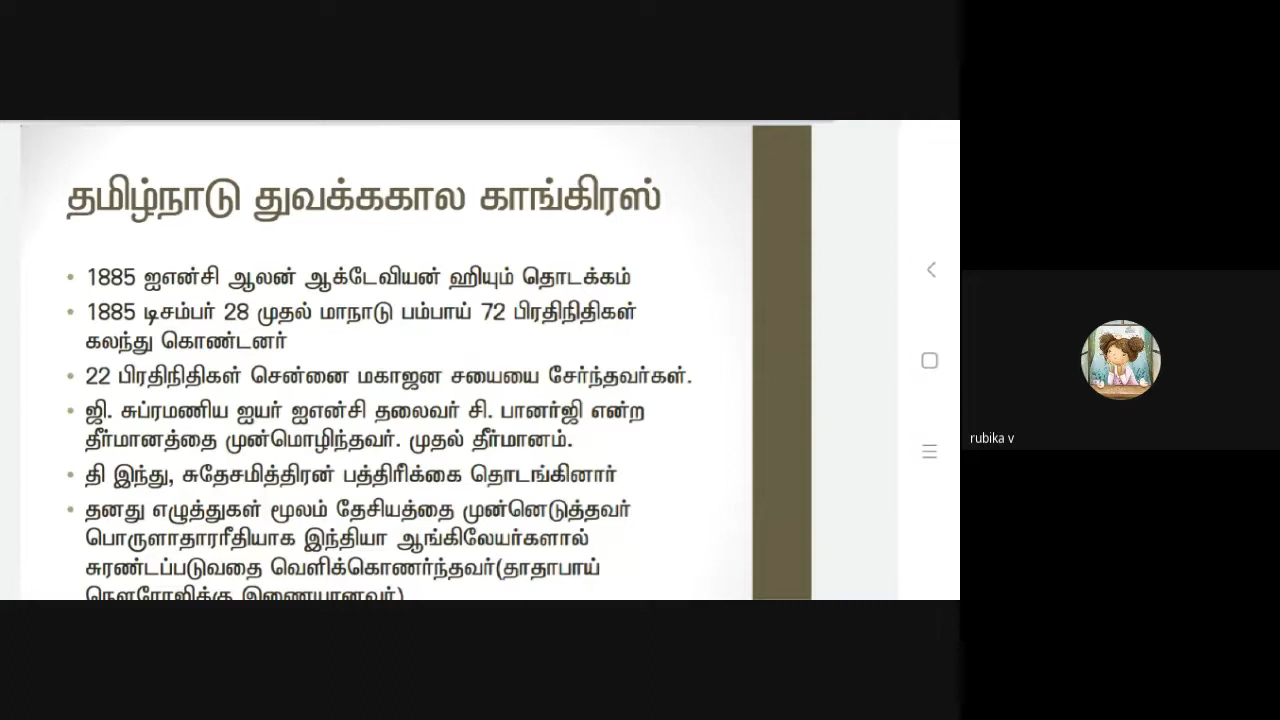 தமிழ்நாடு துவக்ககால காங்கிரஸ்
• 1885 ஐஎன்சி ஆலன் ஆக்டேவியன் ஹியும் தொடக்கம்
• 1885 டிசம்பர் 28 முதல் மாநாடு பம்பாய் 72 பிரதிநிதிகள்
கலந்து கொண்டனர்
• 22 பிரதிநிதிகள் சென்னை மகாஜன சயையை சேர்ந்தவர்கள்.
• ஜி. சுப்ரமணிய ஐயர் ஐஎன்சி தலைவர் சி. பானர்ஜி என்ற
தீர்மானத்தை முன்மொழிந்தவர். முதல் தீர்மானம்.
• தி இந்து, சுதேசமித்திரன் பத்திரிக்கை தொடங்கினார்
• தனது எழுத்துகள் மூலம் தேசியத்தை முன்னெடுத்தவர்
பொருளாதாரரீதியாக இந்தியா ஆங்கிலேயர்களால்
சுரண்டப்படுவதை வெளிக்கொணர்ந்தவர்(தாதாபாய்
நௌரோஜிக்கு இணையானவர்)
rubika v